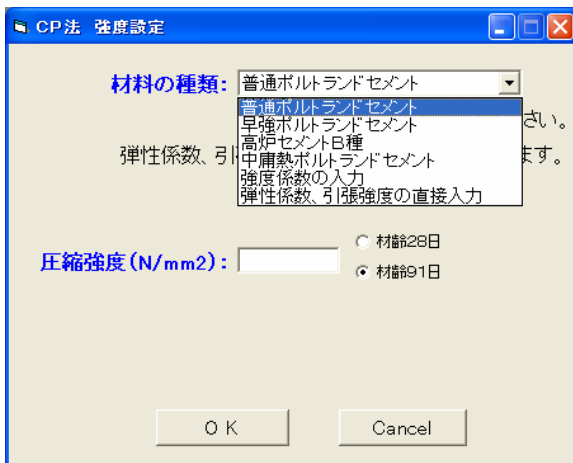 CP法 強度設定
材料の種類: 普通ポルトランドセメント
普通ポルトランドセメント
早強ポルトランドセメント
さい。
高炉セメントB種
弾性係数、引
中庸熱ポルトランドセメント
ます。
強度係数の入力
弾性係数、引張強度の直接入力
圧縮強度(N/mm2):
材齢28日
材齢91日
OK
Cancel